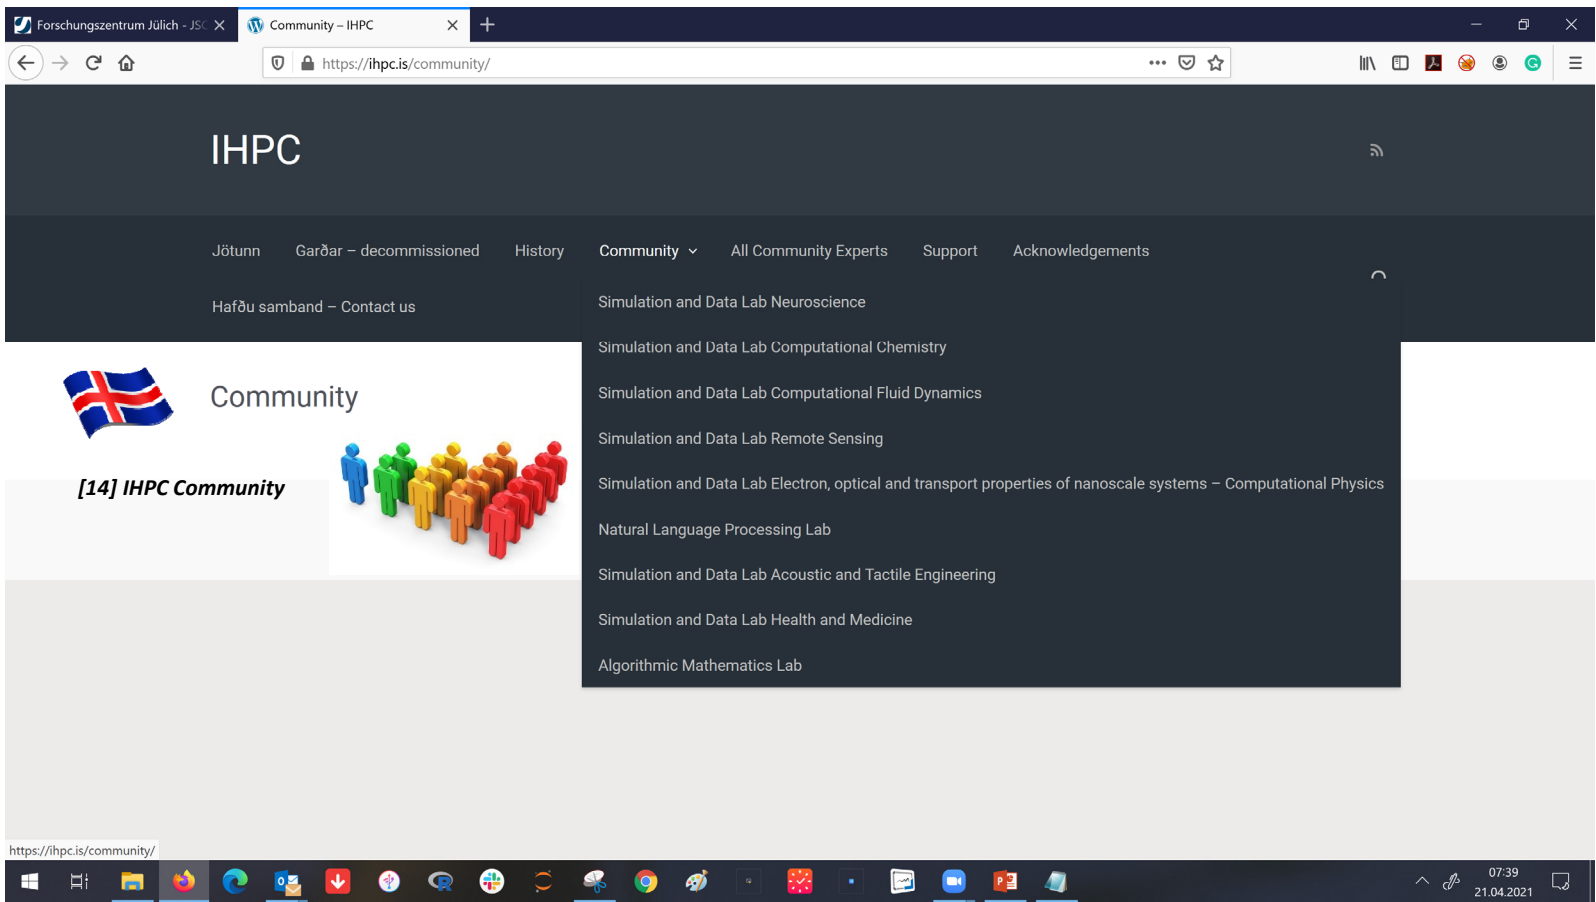 Forschungszentrum Jülich - JSC
Community – IHPC
https://ihpc.is/community/
IHPC
Jötunn Garðar – decommissioned History Community All Community Experts Support Acknowledgements
Hafðu samband – Contact us
Simulation and Data Lab Neuroscience
Simulation and Data Lab Computational Chemistry
Simulation and Data Lab Computational Fluid Dynamics
Simulation and Data Lab Remote Sensing
Simulation and Data Lab Electron, optical and transport properties of nanoscale systems – Computational Physics
Natural Language Processing Lab
Simulation and Data Lab Acoustic and Tactile Engineering
Simulation and Data Lab Health and Medicine
Algorithmic Mathematics Lab
Community
[14] IHPC Community
https://ihpc.is/community/
07:39
21.04.2021